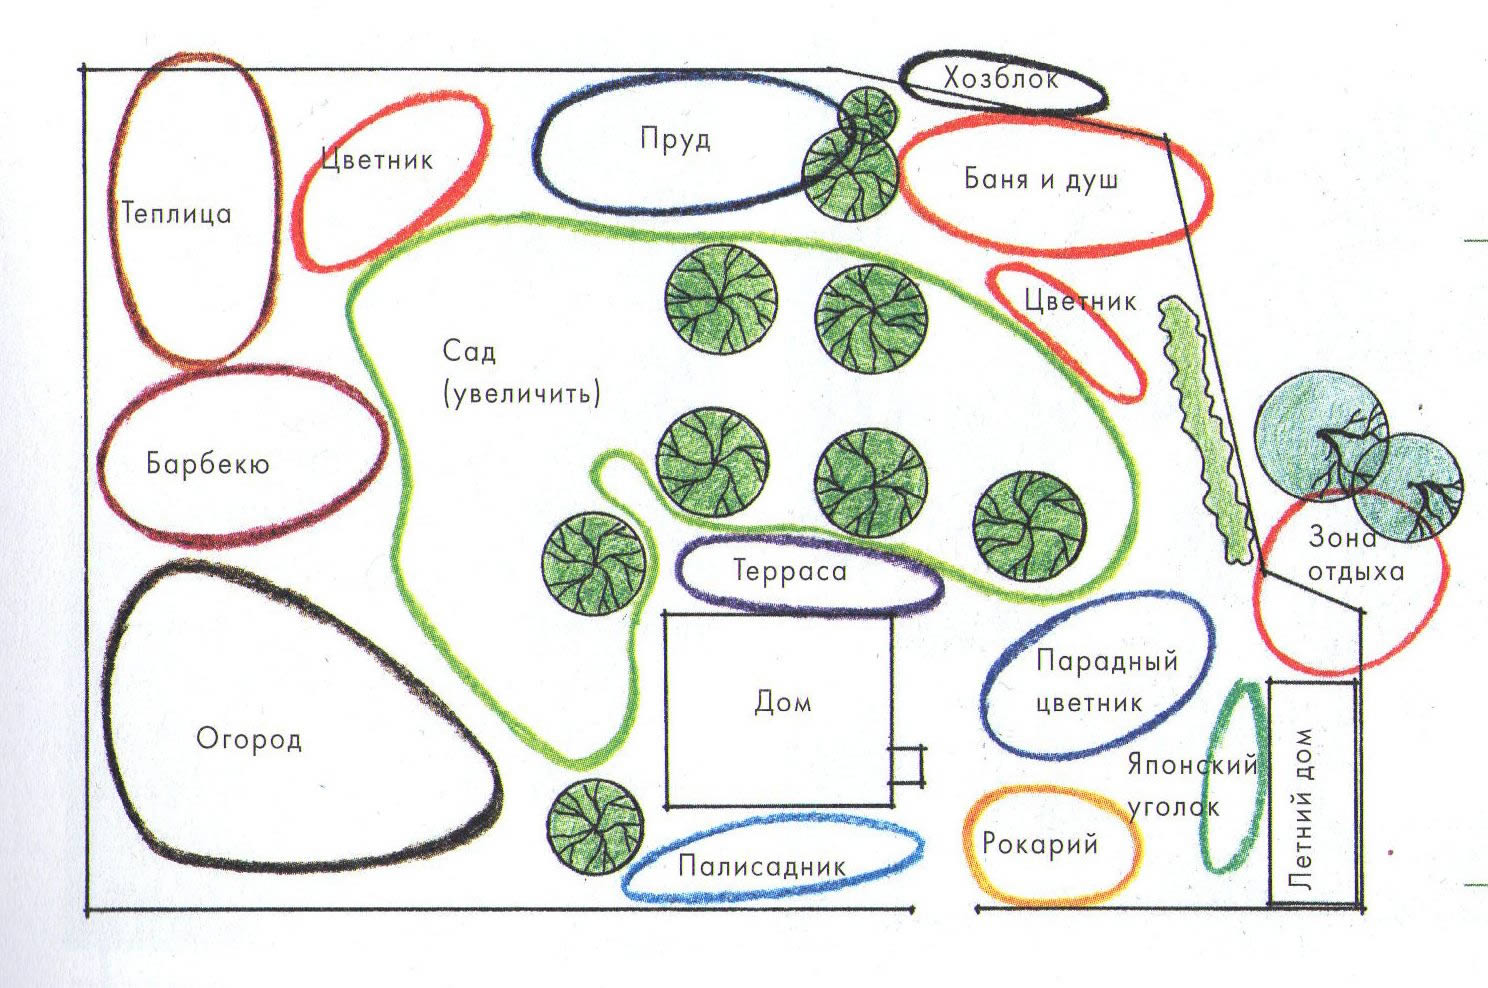 Хозблок
Пруд
Цветник
Баня и душ
Теплица
Цветник
Сад
(увеличить)
Барбекю
Зона
отдыха
Терраса
Парадный
цветник
Дом
Огород
Японский
уголок
Летний дом
Рокарий
Палисадник